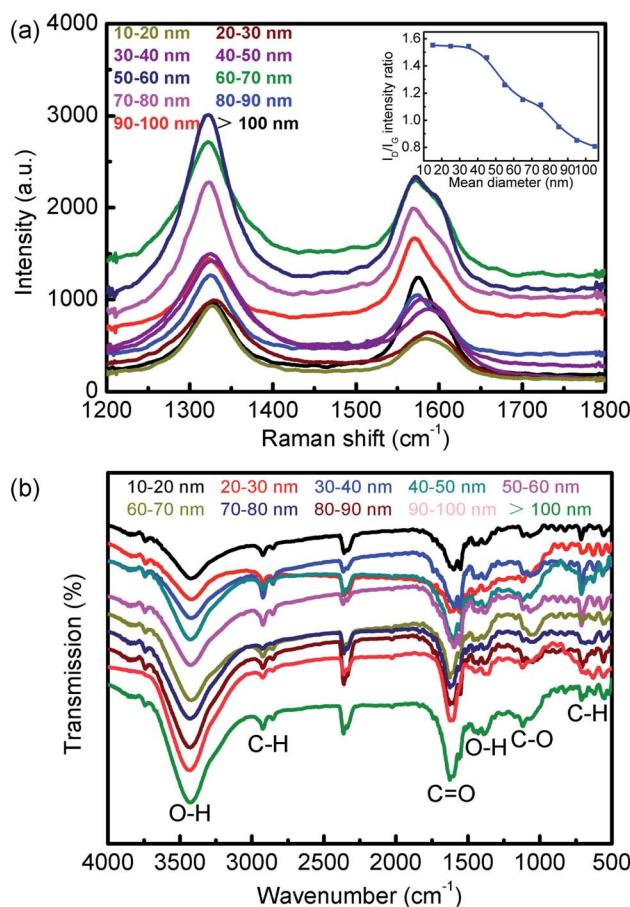 (a)
10-20 nm 20-30 nm
30-40 nm 40-50 nm
50-60 nm 60-70 nm
70-80 nm 80-90 nm
90-100 nm > 100 nm
4000
3000
2000
1000
0
Intensity (a.u.)
1200 1300 1400 1500 1600 1700 1800
Raman shift (cm⁻¹)
1.6
1.4
1.2
1.0
0.8
I_D/I_G intensity ratio
10 20 30 40 50 60 70 80 90 100
Mean diameter (nm)
(b)
10-20 nm 20-30 nm 30-40 nm 40-50 nm 50-60 nm
60-70 nm 70-80 nm 80-90 nm 90-100 nm > 100 nm
Transmission (%)
O-H
C-H
C=O
O-H
C-O
C-H
4000 3500 3000 2500 2000 1500 1000 500
Wavenumber (cm⁻¹)